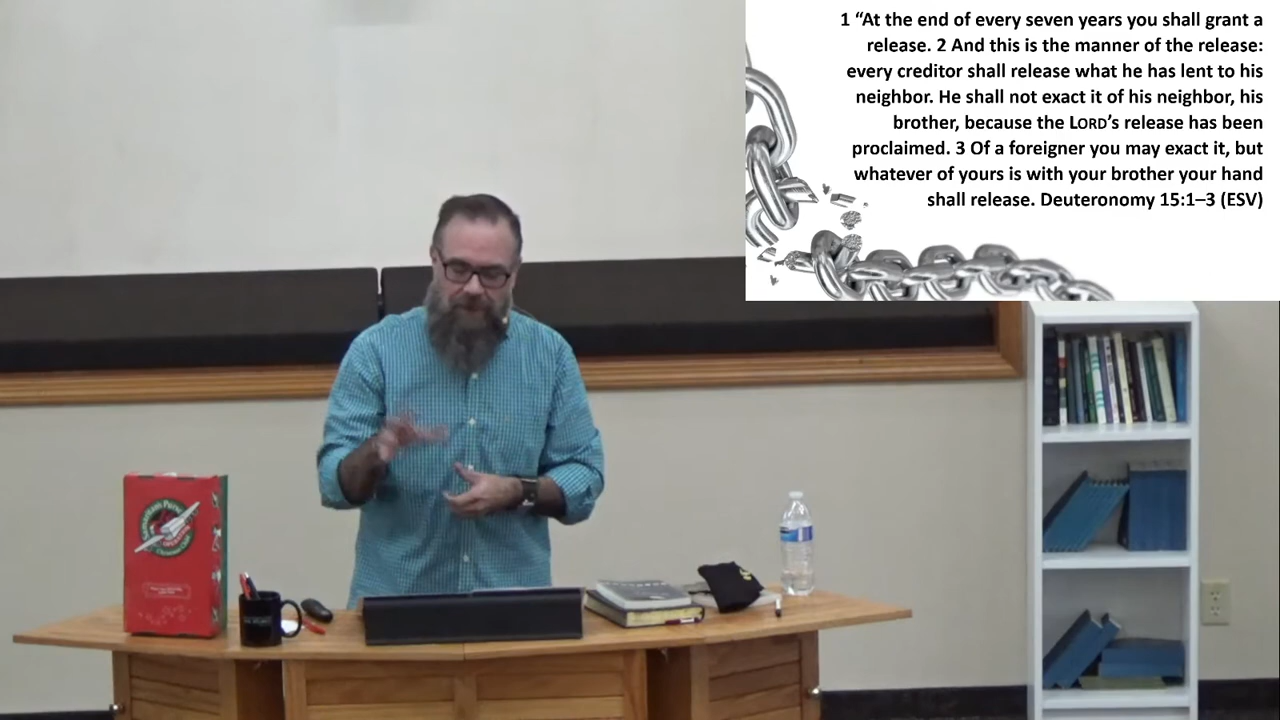 1 “At the end of every seven years you shall grant a
release. 2 And this is the manner of the release:
every creditor shall release what he has lent to his
neighbor. He shall not exact it of his neighbor, his
brother, because the LORD’s release has been
proclaimed. 3 Of a foreigner you may exact it, but
whatever of yours is with your brother your hand
shall release. Deuteronomy 15:1–3 (ESV)